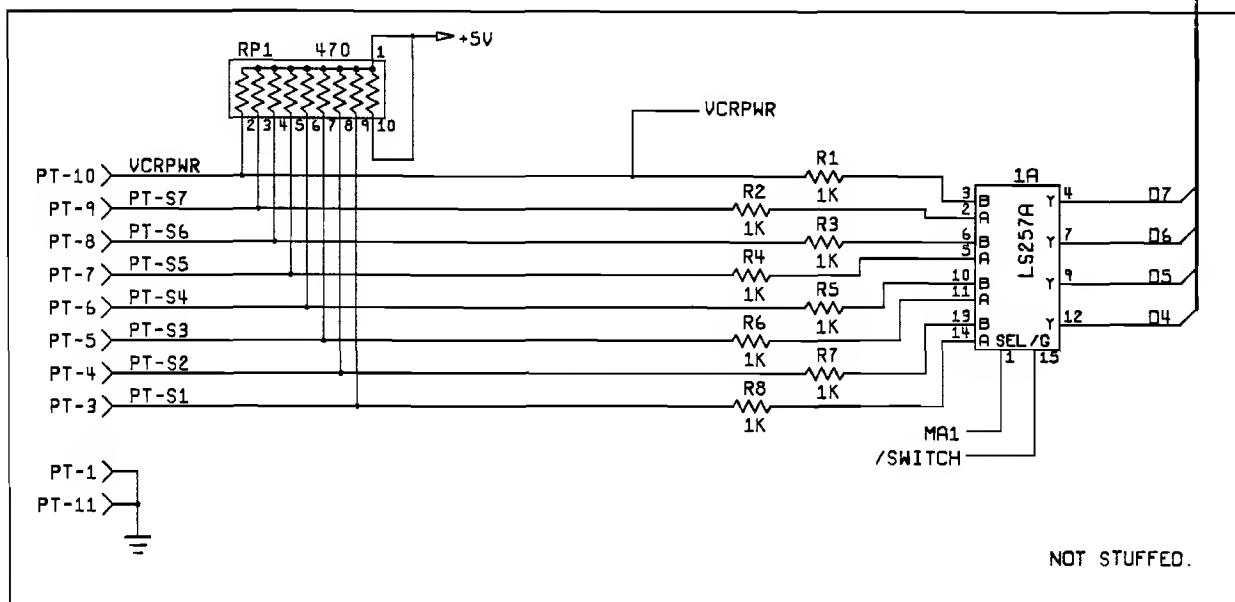 RP1 470 1
+5V
2 3 4 5 6 7 8 9 10
VCRPWR
PT-10 VCRPWR R1 1K
PT-9 PT-S7 R2 1K
PT-8 PT-S6 R3 1K
PT-7 PT-S5 R4 1K
PT-6 PT-S4 R5 1K
PT-5 PT-S3 R6 1K
PT-4 PT-S2 R7 1K
PT-3 PT-S1 R8 1K
1A
LS257A
3 B Y 4 D7
2 A
6 B Y 7 D6
5 A
10 B Y 9 D5
11 A
13 B Y 12 D4
14 A
SEL /G
1 15
MA1
/SWITCH
PT-1
PT-11
NOT STUFFED.